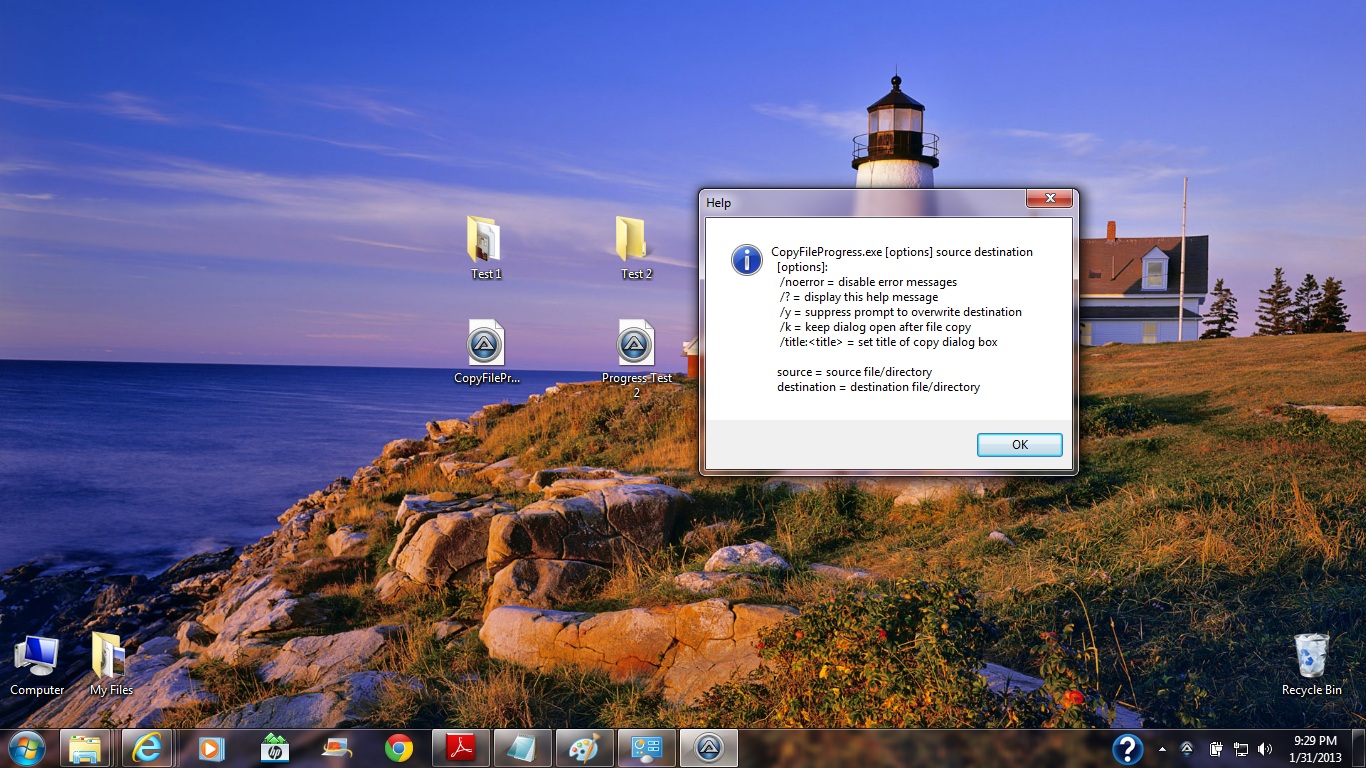 Help
CopyFileProgress.exe [options] source destination
[options]:
/noerror = disable error messages
/? = display this help message
/y = suppress prompt to overwrite destination
/k = keep dialog open after file copy
/title:<title> = set title of copy dialog box
source = source file/directory
destination = destination file/directory
OK
Test 1
Test 2
CopyFilePr...
Progress-Test
2
Computer
My Files
Recycle Bin
hp
?
9:29 PM
1/31/2013